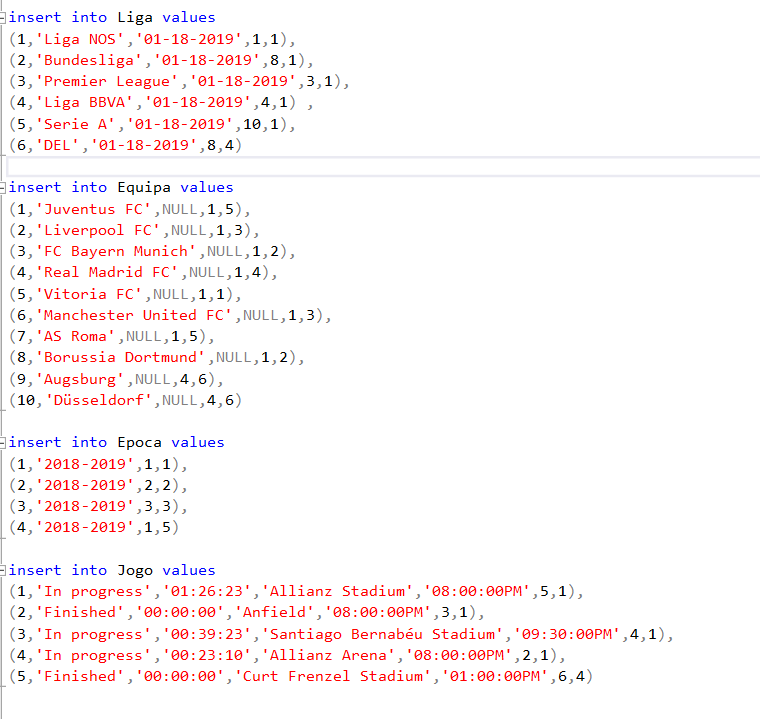 insert into Liga values
(1,'Liga NOS','01-18-2019',1,1),
(2,'Bundesliga','01-18-2019',8,1),
(3,'Premier League','01-18-2019',3,1),
(4,'Liga BBVA','01-18-2019',4,1) ,
(5,'Serie A','01-18-2019',10,1),
(6,'DEL','01-18-2019',8,4)
insert into Equipa values
(1,'Juventus FC',NULL,1,5),
(2,'Liverpool FC',NULL,1,3),
(3,'FC Bayern Munich',NULL,1,2),
(4,'Real Madrid FC',NULL,1,4),
(5,'Vitoria FC',NULL,1,1),
(6,'Manchester United FC',NULL,1,3),
(7,'AS Roma',NULL,1,5),
(8,'Borussia Dortmund',NULL,1,2),
(9,'Augsburg',NULL,4,6),
(10,'Düsseldorf',NULL,4,6)
insert into Epoca values
(1,'2018-2019',1,1),
(2,'2018-2019',2,2),
(3,'2018-2019',3,3),
(4,'2018-2019',1,5)
insert into Jogo values
(1,'In progress','01:26:23','Allianz Stadium','08:00:00PM',5,1),
(2,'Finished','00:00:00','Anfield','08:00:00PM',3,1),
(3,'In progress','00:39:23','Santiago Bernabéu Stadium','09:30:00PM',4,1),
(4,'In progress','00:23:10','Allianz Arena','08:00:00PM',2,1),
(5,'Finished','00:00:00','Curt Frenzel Stadium','01:00:00PM',6,4)